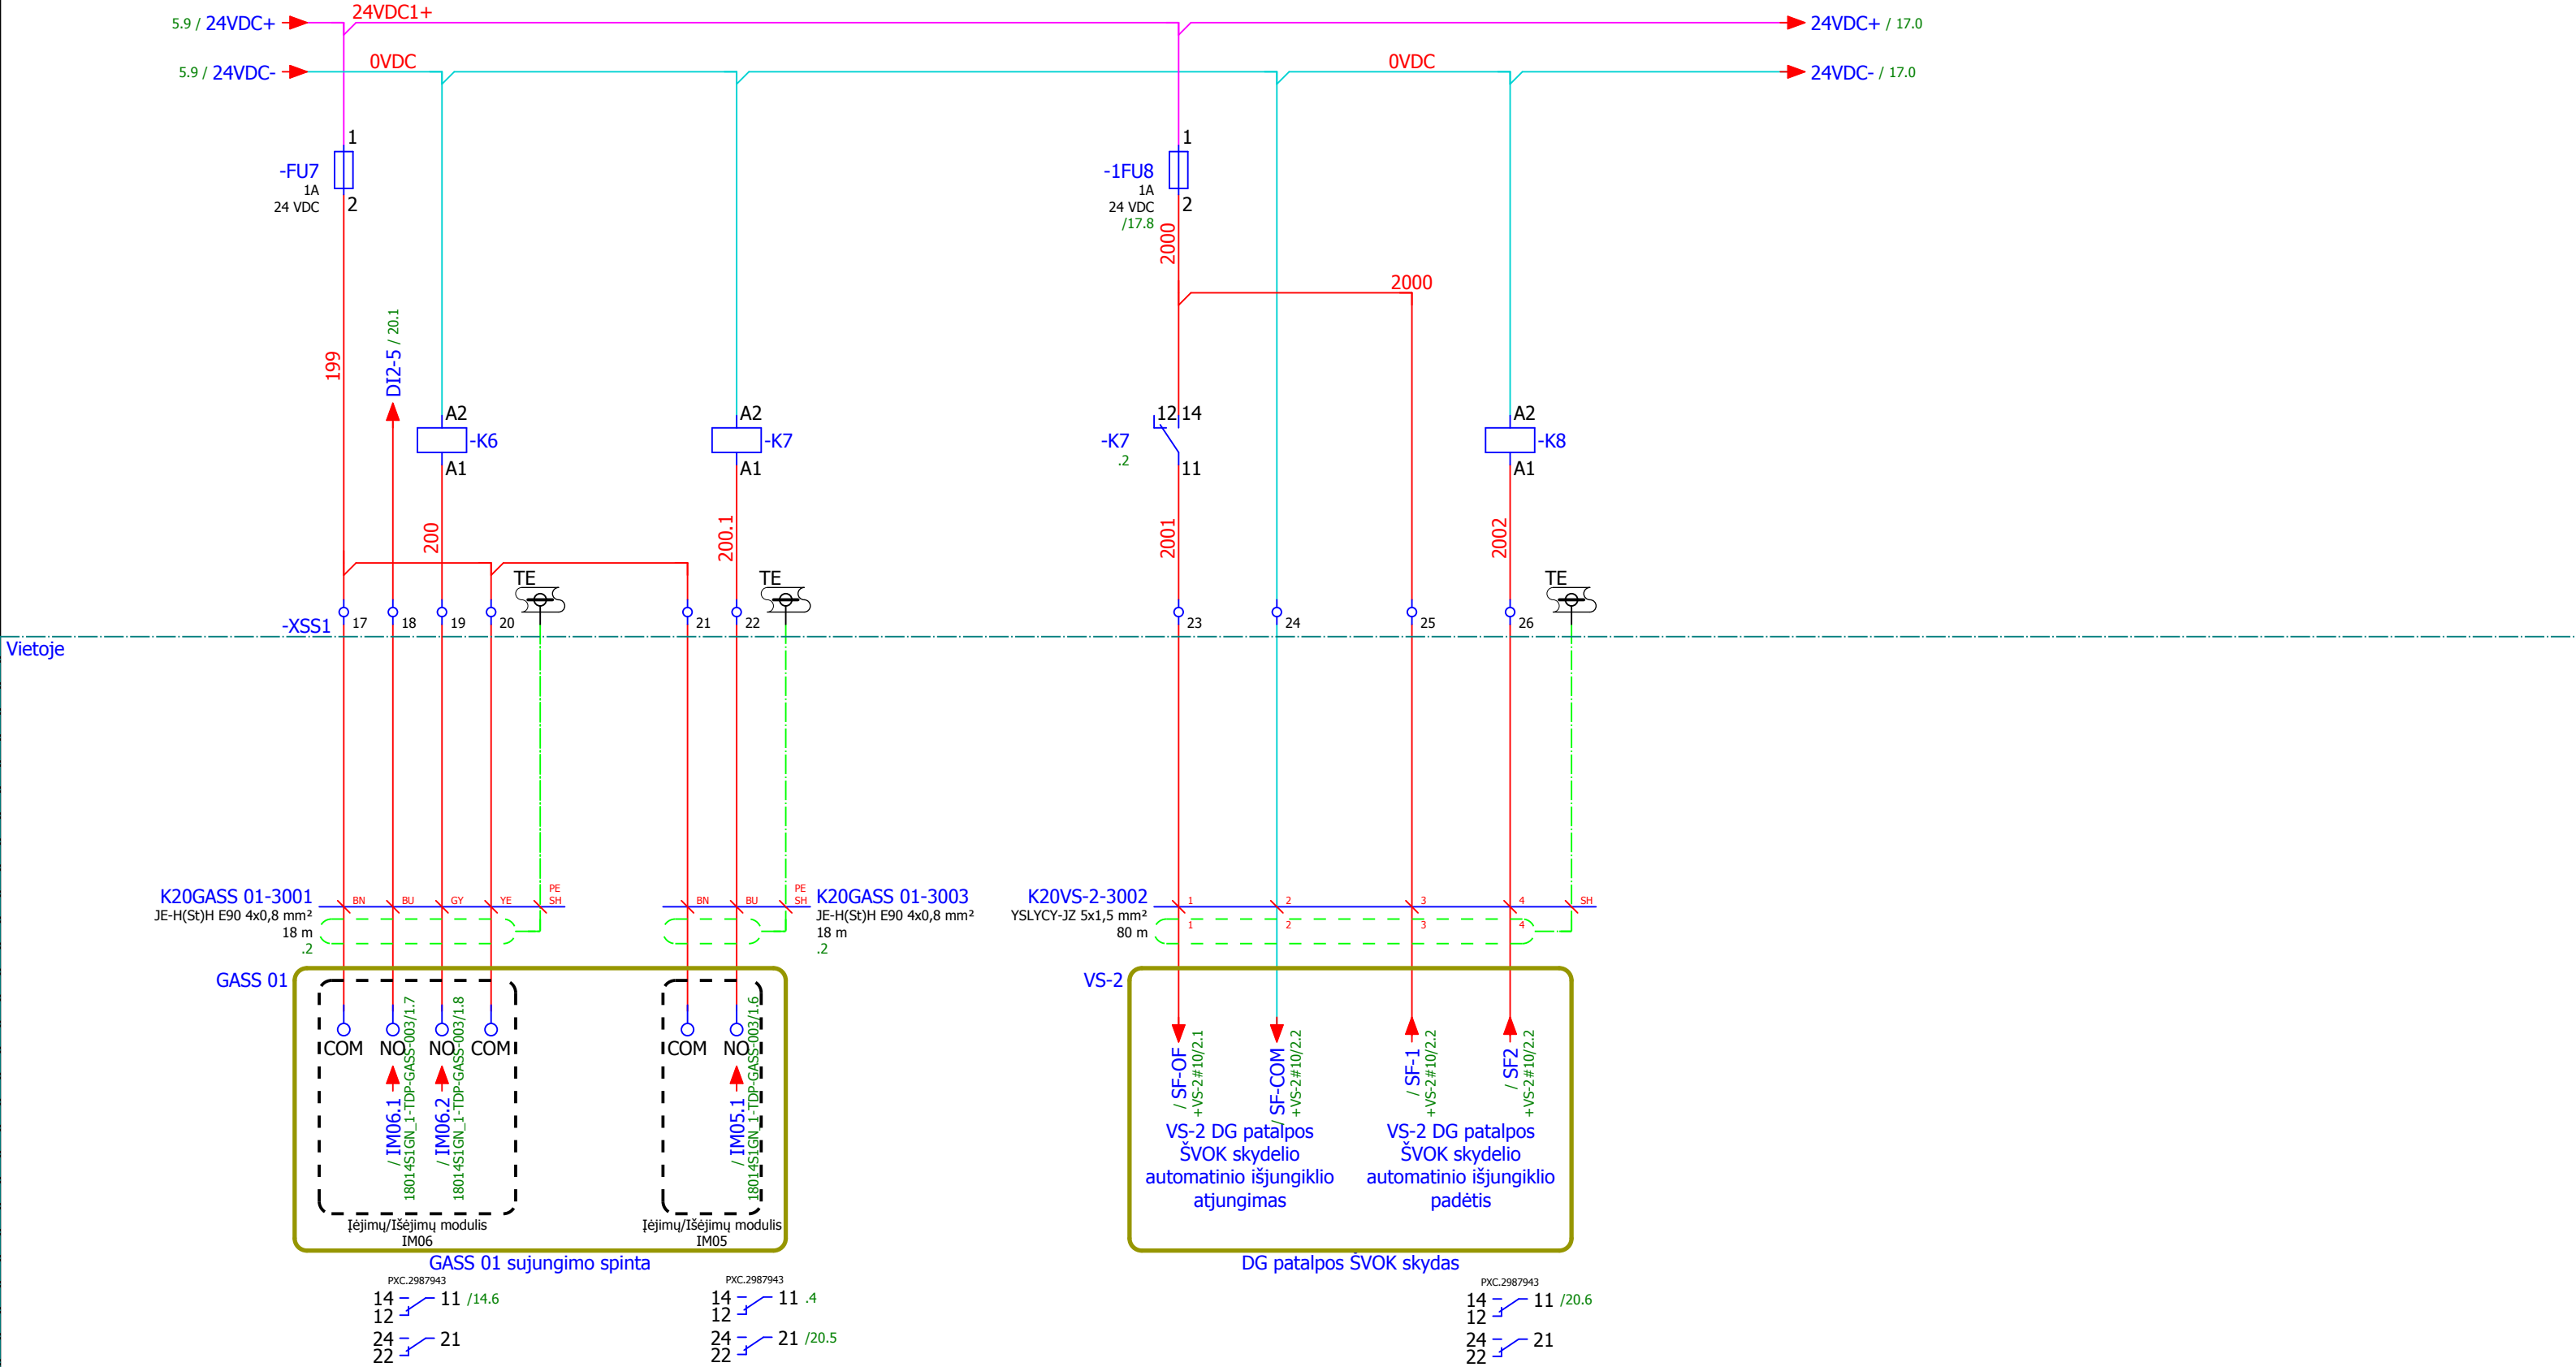 5.9 / 24VDC+
24VDC1+
24VDC+ / 17.0
5.9 / 24VDC-
0VDC
0VDC
24VDC- / 17.0
1
-FU7
1A
24 VDC
2
1
-1FU8
1A
24 VDC
2
/17.8
2000
2000
199
DI2-5 / 20.1
A2
-K6
A1
200
A2
-K7
A1
200.1
12 14
-K7
.2
11
2001
A2
-K8
A1
2002
TE
TE
TE
-XSS1
17
18
19
20
21
22
23
24
25
26
Vietoje
K20GASS 01-3001
JE-H(St)H E90 4x0,8 mm²
18 m
.2
BN
BU
GY
YE
PE
SH
BN
BU
PE
SH
K20GASS 01-3003
JE-H(St)H E90 4x0,8 mm²
18 m
.2
K20VS-2-3002
YSLYCY-JZ 5x1,5 mm²
80 m
1
2
3
4
SH
1
2
3
4
GASS 01
COM
NO
NO
COM
/ IM06.1
18014S1GN_1-TDP-GASS-003/1.7
/ IM06.2
18014S1GN_1-TDP-GASS-003/1.8
Įėjimų/Išėjimų modulis
IM06
COM
NO
/ IM05.1
18014S1GN_1-TDP-GASS-003/1.6
Įėjimų/Išėjimų modulis
IM05
GASS 01 sujungimo spinta
VS-2
/ SF-OF
+VS-2#10/2.1
/ SF-COM
+VS-2#10/2.2
/ SF-1
+VS-2#10/2.2
/ SF2
+VS-2#10/2.2
VS-2 DG patalpos
ŠVOK skydelio
automatinio išjungiklio
atjungimas
VS-2 DG patalpos
ŠVOK skydelio
automatinio išjungiklio
padėtis
DG patalpos ŠVOK skydas
PXC.2987943
14 11 /14.6
12
24 21
22
PXC.2987943
14 11 .4
12
24 21 /20.5
22
PXC.2987943
14 11 /20.6
12
24 21
22